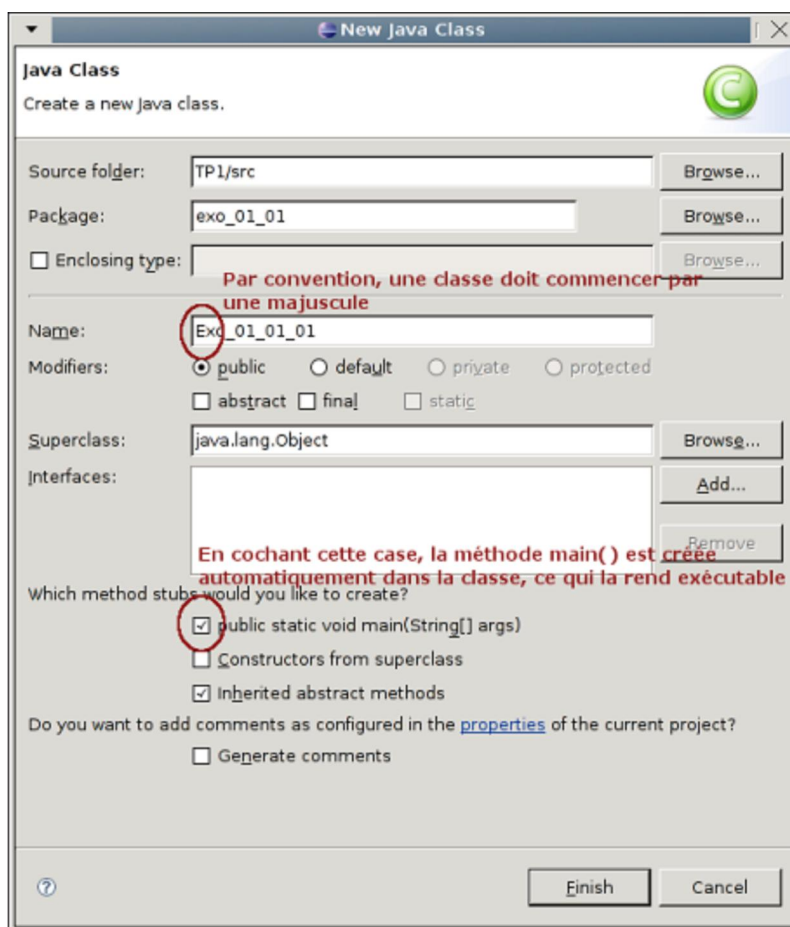 New Java Class
Java Class
Create a new Java class.
Source folder: TP1/src Browse...
Package: exo_01_01 Browse...
Enclosing type: Browse...
Par convention, une classe doit commencer par
une majuscule
Name: Exo_01_01_01
Modifiers: public default private protected
abstract final static
Superclass: java.lang.Object Browse...
Interfaces: Add...
Remove
En cochant cette case, la méthode main() est créée
automatiquement dans la classe, ce qui la rend exécutable
Which method stubs would you like to create?
public static void main(String[] args)
Constructors from superclass
Inherited abstract methods
Do you want to add comments as configured in the properties of the current project?
Generate comments
? Finish Cancel